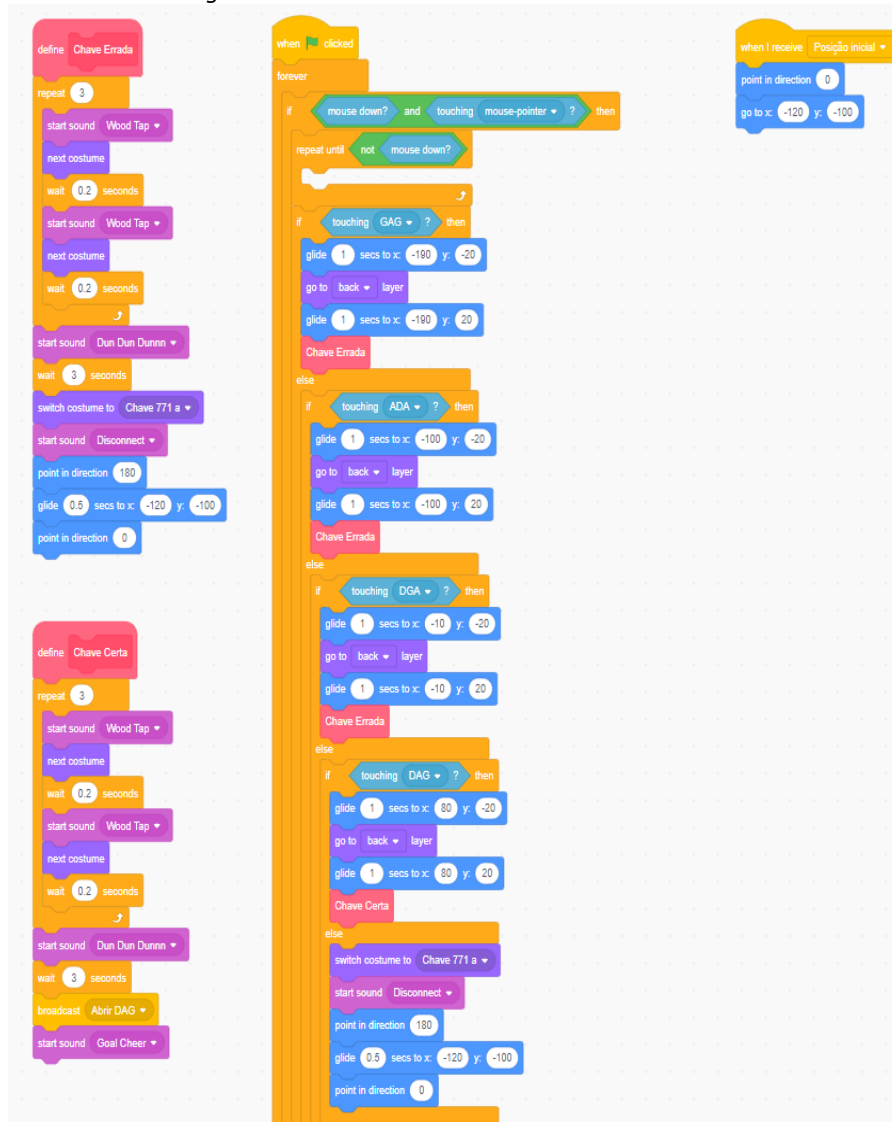 define Chave Errada
repeat 3
start sound Wood Tap
next costume
wait 0.2 seconds
start sound Wood Tap
next costume
wait 0.2 seconds
start sound Dun Dun Dunnn
wait 3 seconds
switch costume to Chave 771 a
start sound Disconnect
point in direction 180
glide 0.5 secs to x: -120 y: -100
point in direction 0
define Chave Certa
repeat 3
start sound Wood Tap
next costume
wait 0.2 seconds
start sound Wood Tap
next costume
wait 0.2 seconds
start sound Dun Dun Dunnn
wait 3 seconds
broadcast Abrir DAG
start sound Goal Cheer
when clicked
forever
if mouse down? and touching mouse-pointer ? then
repeat until not mouse down?
if touching GAG ? then
glide 1 secs to x: -190 y: -20
go to back layer
glide 1 secs to x: -190 y: 20
Chave Errada
else
if touching ADA ? then
glide 1 secs to x: -100 y: -20
go to back layer
glide 1 secs to x: -100 y: 20
Chave Errada
else
if touching DGA ? then
glide 1 secs to x: -10 y: -20
go to back layer
glide 1 secs to x: -10 y: 20
Chave Errada
else
if touching DAG ? then
glide 1 secs to x: 80 y: -20
go to back layer
glide 1 secs to x: 80 y: 20
Chave Certa
else
switch costume to Chave 771 a
start sound Disconnect
point in direction 180
glide 0.5 secs to x: -120 y: -100
point in direction 0
when I receive Posição inicial
point in direction 0
go to x: -120 y: -100